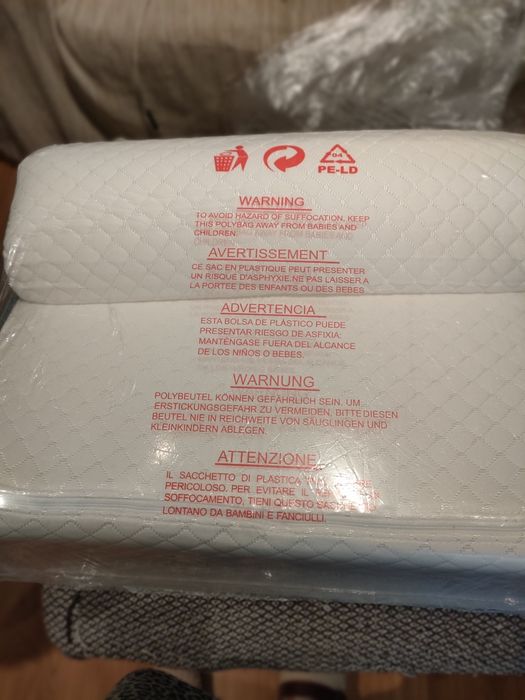 04
PE-LD
WARNING
TO AVOID HAZARD OF SUFFOCATION, KEEP
THIS POLYBAG AWAY FROM BABIES AND
CHILDREN.
AVERTISSEMENT
CE SAC EN PLASTIQUE PEUT PRESENTER
UN RISQUE D'ASPHYXIE.NE PAS LAISSER A
LA PORTEE DES ENFANTS OU DES BEBES
ADVERTENCIA
ESTA BOLSA DE PLÁSTICO PUEDE
PRESENTAR RIESGO DE ASFIXIA;
MANTÉNGASE FUERA DEL ALCANCE
DE LOS NIÑOS O BEBES.
WARNUNG
POLYBEUTEL KÖNNEN GEFÄHRLICH SEIN. UM
ERSTICKUNGSGEFAHR ZU VERMEIDEN, BITTE DIESEN
BEUTEL NIE IN REICHWEITE VON SÄUGLINGEN UND
KLEINKINDERN ABLEGEN.
ATTENZIONE
IL SACCHETTO DI PLASTICA
PERICOLOSO. PER EVITARE IL
SOFFOCAMENTO, TIENI QUESTO
LONTANO DA BAMBINI E FANCIULLI.